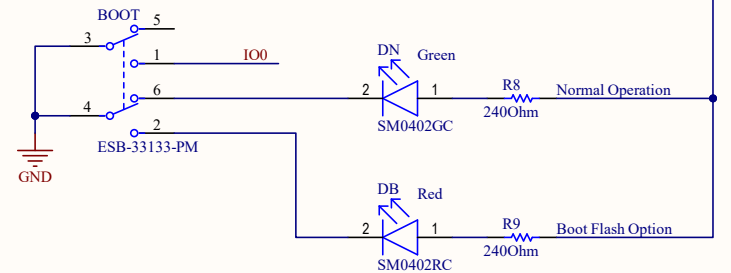 BOOT
5
3
1
IO0
DN
Green
6
2
1
R8
Normal Operation
4
SM0402GC
240Ohm
2
ESB-33133-PM
GND
DB
Red
2
1
R9
Boot Flash Option
SM0402RC
240Ohm